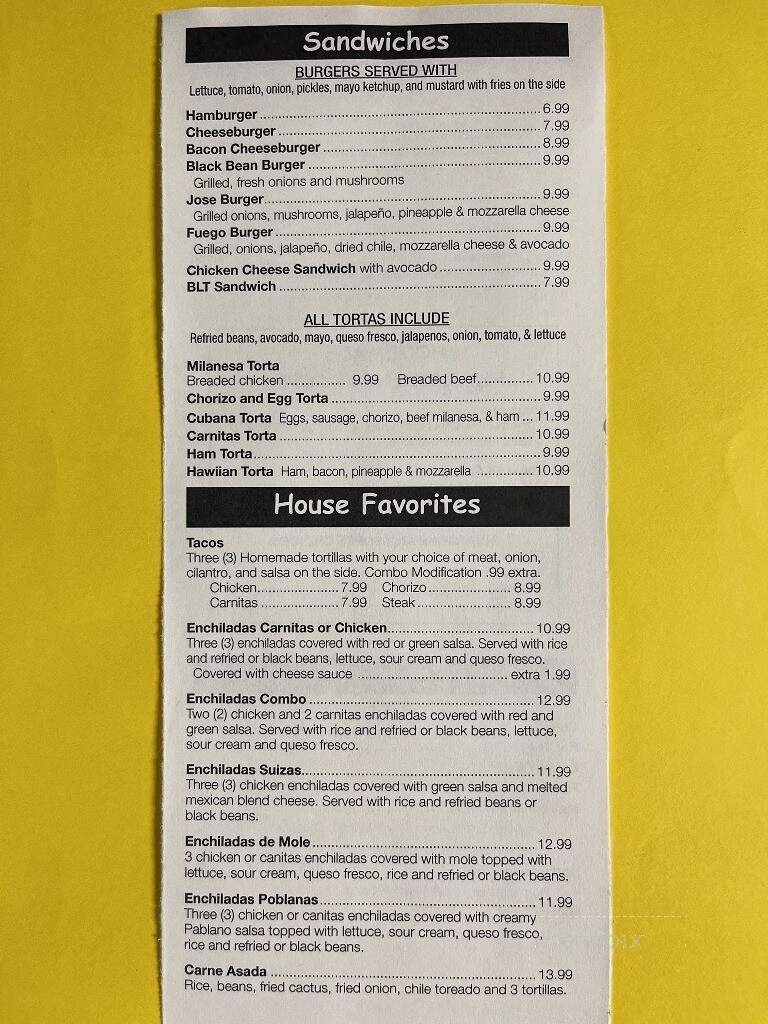 Sandwiches
BURGERS SERVED WITH
Lettuce, tomato, onion, pickles, mayo ketchup, and mustard with fries on the side
Hamburger 6.99
Cheeseburger 7.99
Bacon Cheeseburger 8.99
Black Bean Burger 9.99
Grilled, fresh onions and mushrooms
Jose Burger 9.99
Grilled onions, mushrooms, jalapeño, pineapple & mozzarella cheese
Fuego Burger 9.99
Grilled, onions, jalapeño, dried chile, mozzarella cheese & avocado
Chicken Cheese Sandwich with avocado 9.99
BLT Sandwich 7.99
ALL TORTAS INCLUDE
Refried beans, avocado, mayo, queso fresco, jalapenos, onion, tomato, & lettuce
Milanesa Torta
Breaded chicken 9.99 Breaded beef 10.99
Chorizo and Egg Torta 9.99
Cubana Torta Eggs, sausage, chorizo, beef milanesa, & ham ... 11.99
Carnitas Torta 10.99
Ham Torta 9.99
Hawiian Torta Ham, bacon, pineapple & mozzarella 10.99
House Favorites
Tacos
Three (3) Homemade tortillas with your choice of meat, onion,
cilantro, and salsa on the side. Combo Modification .99 extra.
Chicken 7.99 Chorizo 8.99
Carnitas 7.99 Steak 8.99
Enchiladas Carnitas or Chicken 10.99
Three (3) enchiladas covered with red or green salsa. Served with rice
and refried or black beans, lettuce, sour cream and queso fresco.
Covered with cheese sauce extra 1.99
Enchiladas Combo 12.99
Two (2) chicken and 2 carnitas enchiladas covered with red and
green salsa. Served with rice and refried or black beans, lettuce,
sour cream and queso fresco.
Enchiladas Suizas 11.99
Three (3) chicken enchiladas covered with green salsa and melted
mexican blend cheese. Served with rice and refried beans or
black beans.
Enchiladas de Mole 12.99
3 chicken or canitas enchiladas covered with mole topped with
lettuce, sour cream, queso fresco, rice and refried or black beans.
Enchiladas Poblanas 11.99
Three (3) chicken or canitas enchiladas covered with creamy
Pablano salsa topped with lettuce, sour cream, queso fresco,
rice and refried or black beans.
Carne Asada 13.99
Rice, beans, fried cactus, fried onion, chile toreado and 3 tortillas.